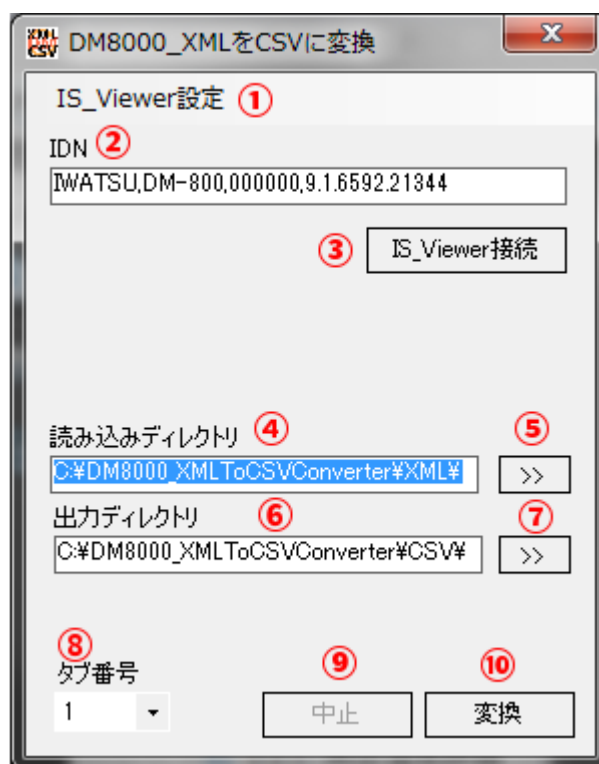 XML CSV DM8000_XMLをCSVに変換
IS_Viewer設定 ①
IDN ②
IWATSU,DM-800,000000,9.1.6592.21344
③ IS_Viewer接続
読み込みディレクトリ ④ ⑤
C:¥DM8000_XMLToCSVConverter¥XML¥ >>
出力ディレクトリ ⑥ ⑦
C:¥DM8000_XMLToCSVConverter¥CSV¥ >>
⑧ ⑨ ⑩
タブ番号
1 中止 変換